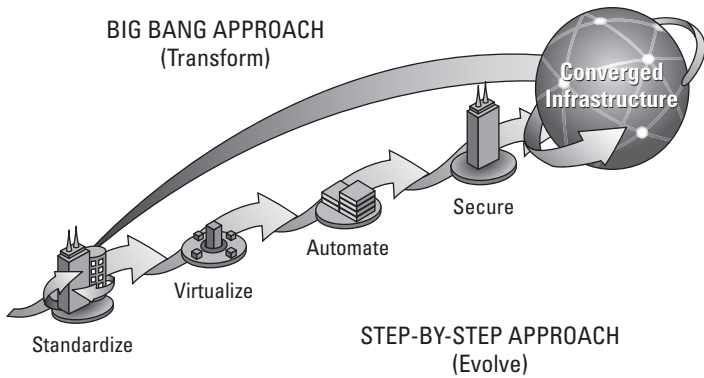 BIG BANG APPROACH
(Transform)
Converged
Infrastructure
Secure
Automate
Virtualize
Standardize
STEP-BY-STEP APPROACH
(Evolve)